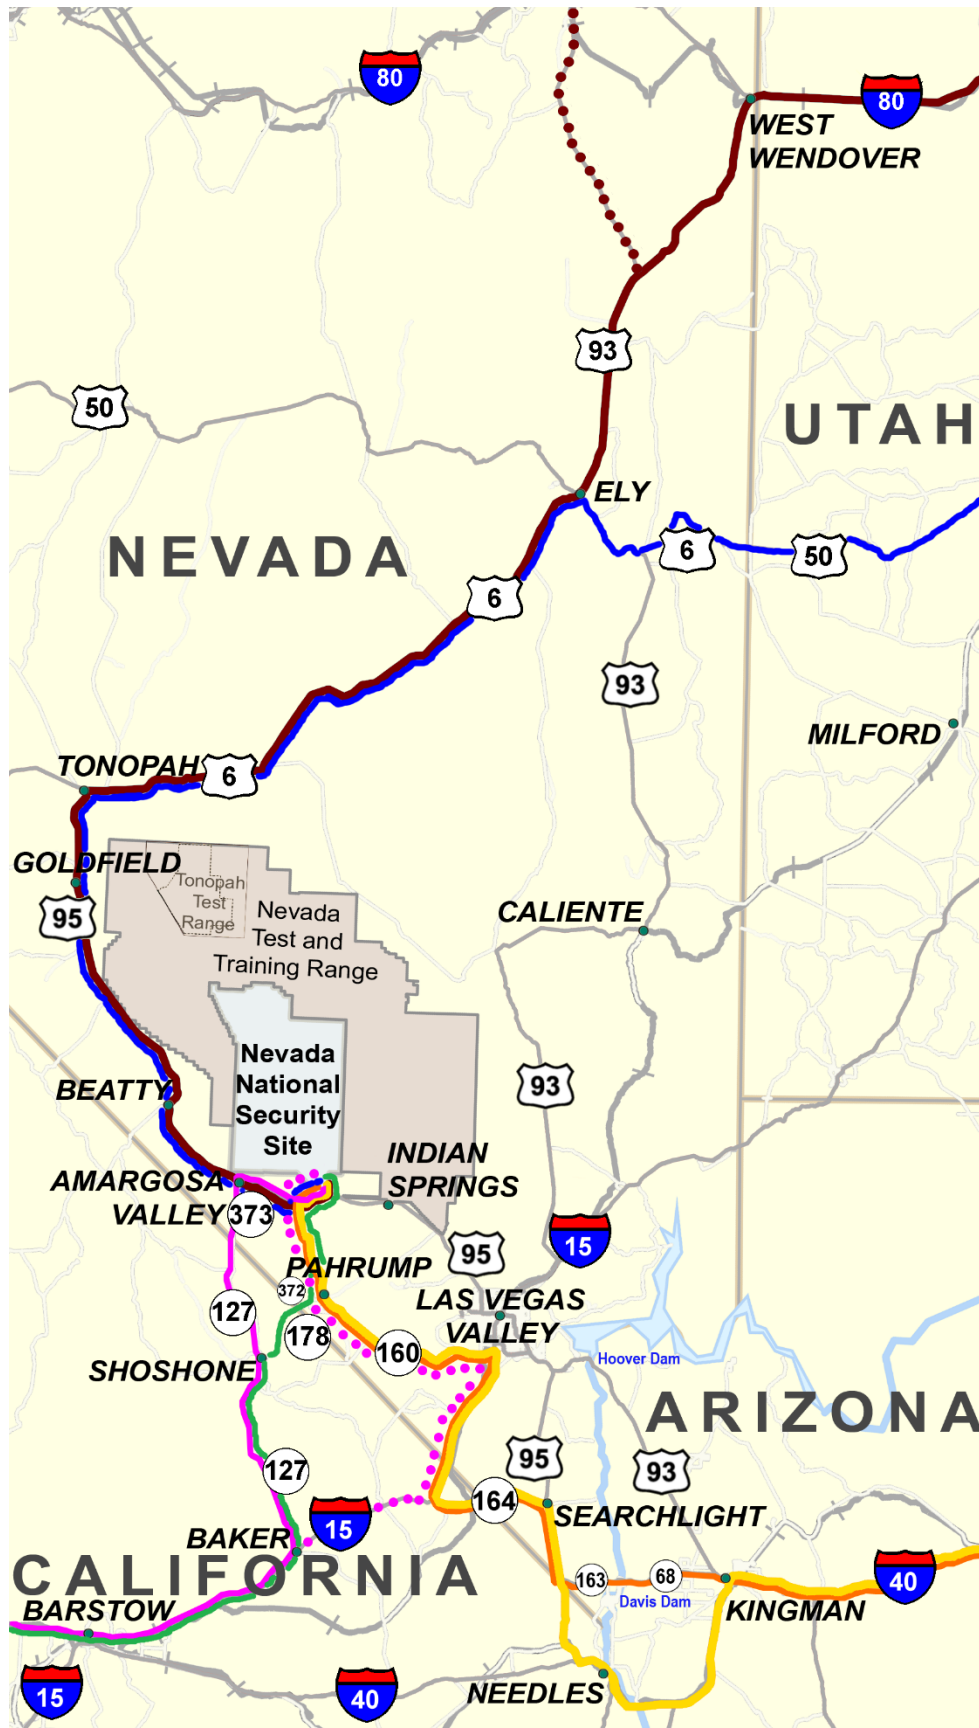 80
80
WEST
WENDOVER
93
50
UTAH
ELY
NEVADA
6
50
6
93
MILFORD
TONOPAH
6
GOLDFIELD
Tonopah
Test
Range
95
Nevada
Test and
Training Range
CALIENTE
Nevada
National
Security
Site
93
BEATTY
INDIAN
SPRINGS
AMARGOSA
VALLEY
373
15
95
PAHRUMP
372
LAS VEGAS
VALLEY
127
178
160
Hoover Dam
SHOSHONE
ARIZONA
95
93
127
164
SEARCHLIGHT
15
BAKER
CALIFORNIA
163
68
40
Davis Dam
KINGMAN
BARSTOW
15
40
NEEDLES